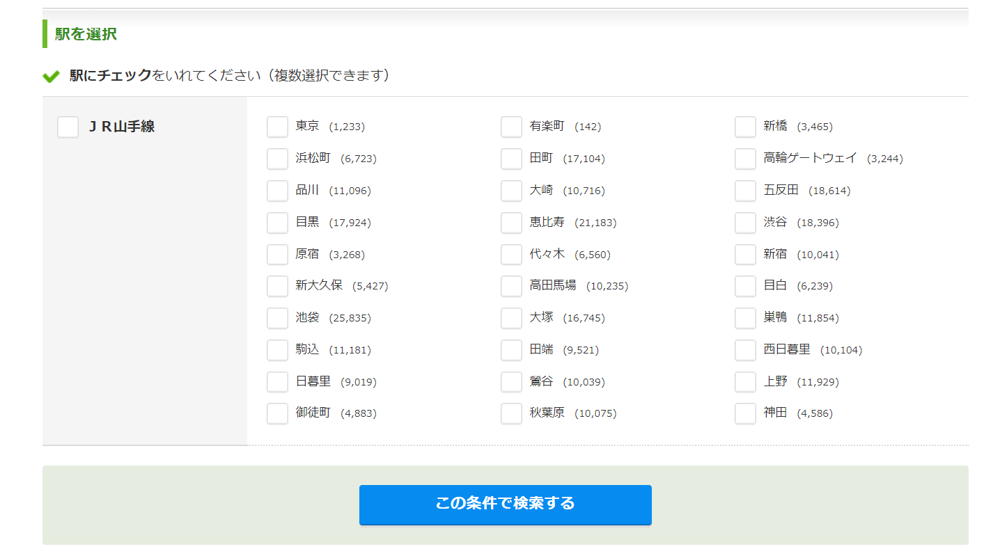 駅を選択
駅にチェックをいれてください（複数選択できます）
ＪＲ山手線
東京 (1,233) 有楽町 (142) 新橋 (3,465)
浜松町 (6,723) 田町 (17,104) 高輪ゲートウェイ (3,244)
品川 (11,096) 大崎 (10,716) 五反田 (18,614)
目黒 (17,924) 恵比寿 (21,183) 渋谷 (18,396)
原宿 (3,268) 代々木 (6,560) 新宿 (10,041)
新大久保 (5,427) 高田馬場 (10,235) 目白 (6,239)
池袋 (25,835) 大塚 (16,745) 巣鴨 (11,854)
駒込 (11,181) 田端 (9,521) 西日暮里 (10,104)
日暮里 (9,019) 鶯谷 (10,039) 上野 (11,929)
御徒町 (4,883) 秋葉原 (10,075) 神田 (4,586)
この条件で検索する